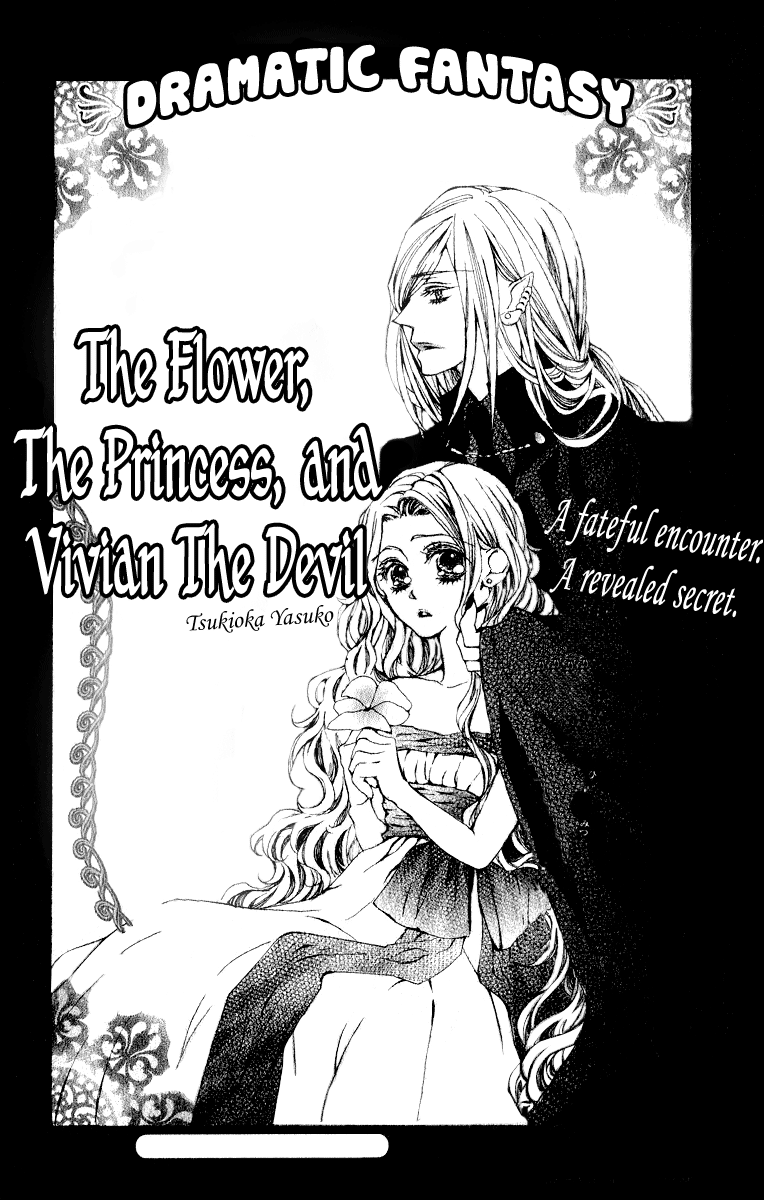 DRAMATIC FANTASY
The Flower,
The Princess, and
Vivian The Devil
Tsukioka Yasuko
A fateful encounter.
A revealed secret.